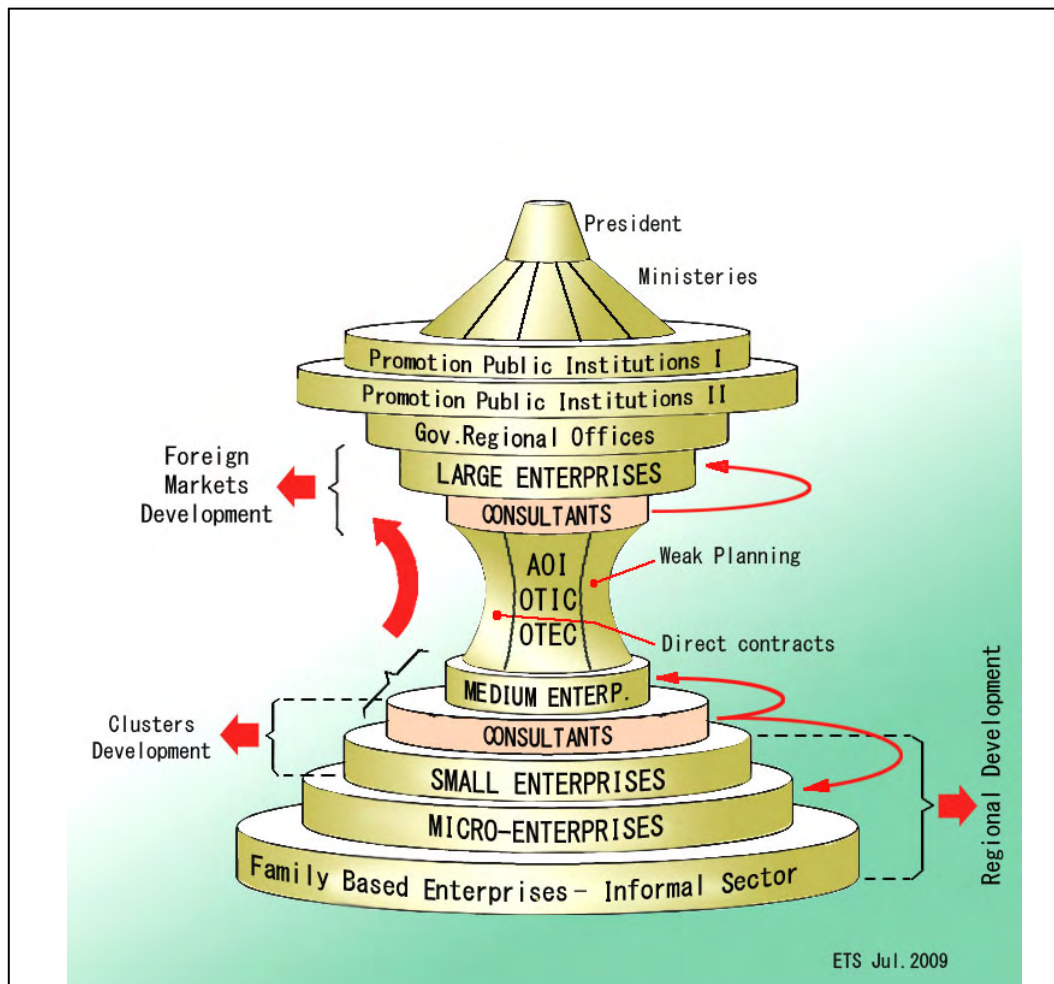 President
Ministeries
Promotion Public Institutions I
Promotion Public Institutions II
Gov.Regional Offices
LARGE ENTERPRISES
CONSULTANTS
Foreign
Markets
Development
AOI
OTIC
OTEC
Weak Planning
Direct contracts
MEDIUM ENTERP.
CONSULTANTS
Clusters
Development
SMALL ENTERPRISES
MICRO-ENTERPRISES
Family Based Enterprises- Informal Sector
Regional Development
ETS Jul.2009